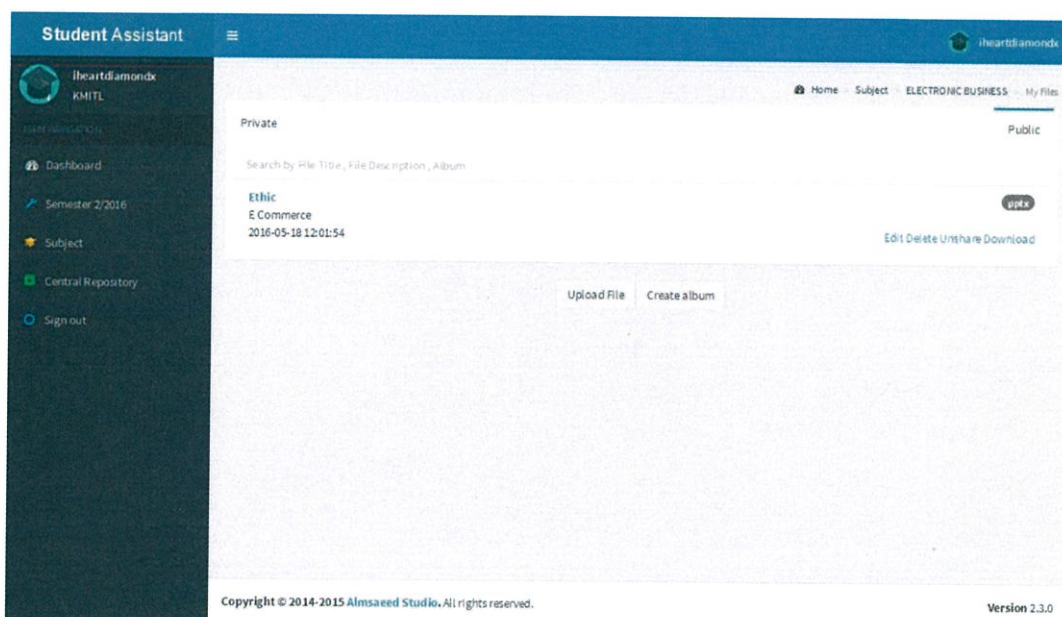 Student Assistant
iheartdiamondx
iheartdiamondx
KMITL
MAIN NAVIGATION
Dashboard
Semester 2/2016
Subject
Central Repository
Sign out
Home Subject ELECTRONIC BUSINESS My Files
Private
Public
Search by File Title , File Description , Album
Ethic
pptx
E Commerce
2016-05-18 12:01:54
Edit Delete Unshare Download
Upload File Create album
Copyright © 2014-2015 Almsaeed Studio. All rights reserved.
Version 2.3.0